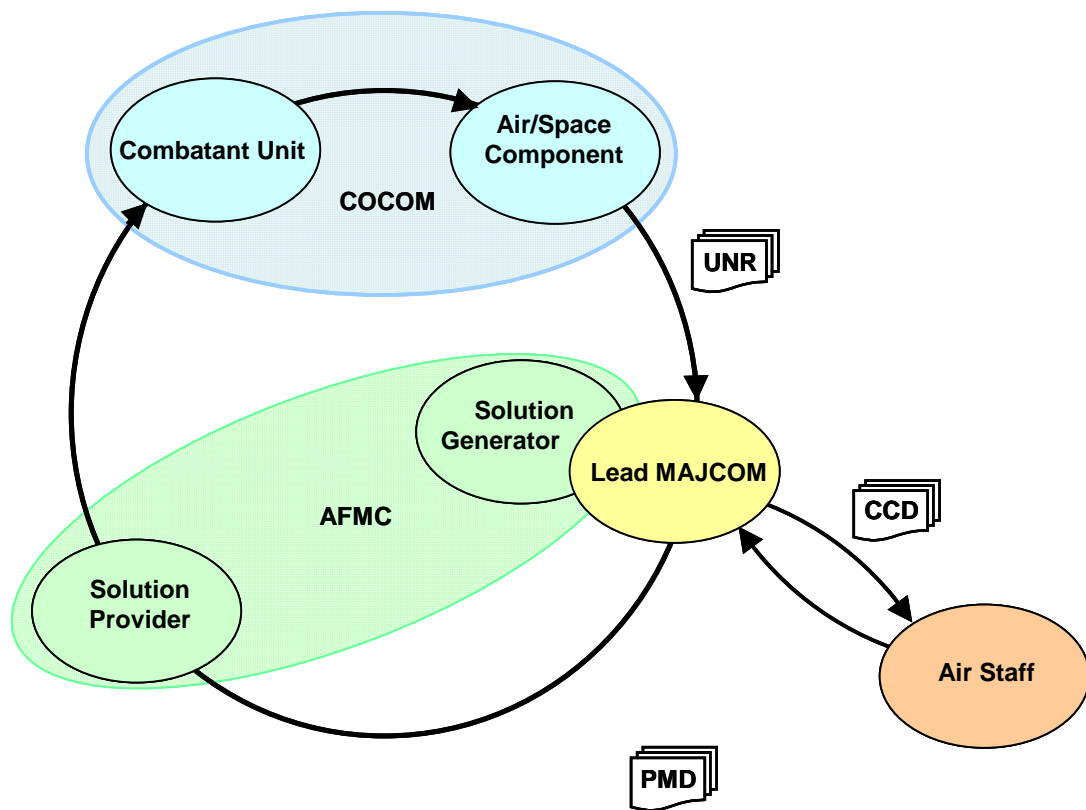 Combatant Unit
Air/Space
Component
COCOM
UNR
Solution
Generator
Lead MAJCOM
CCD
AFMC
Solution
Provider
Air Staff
PMD